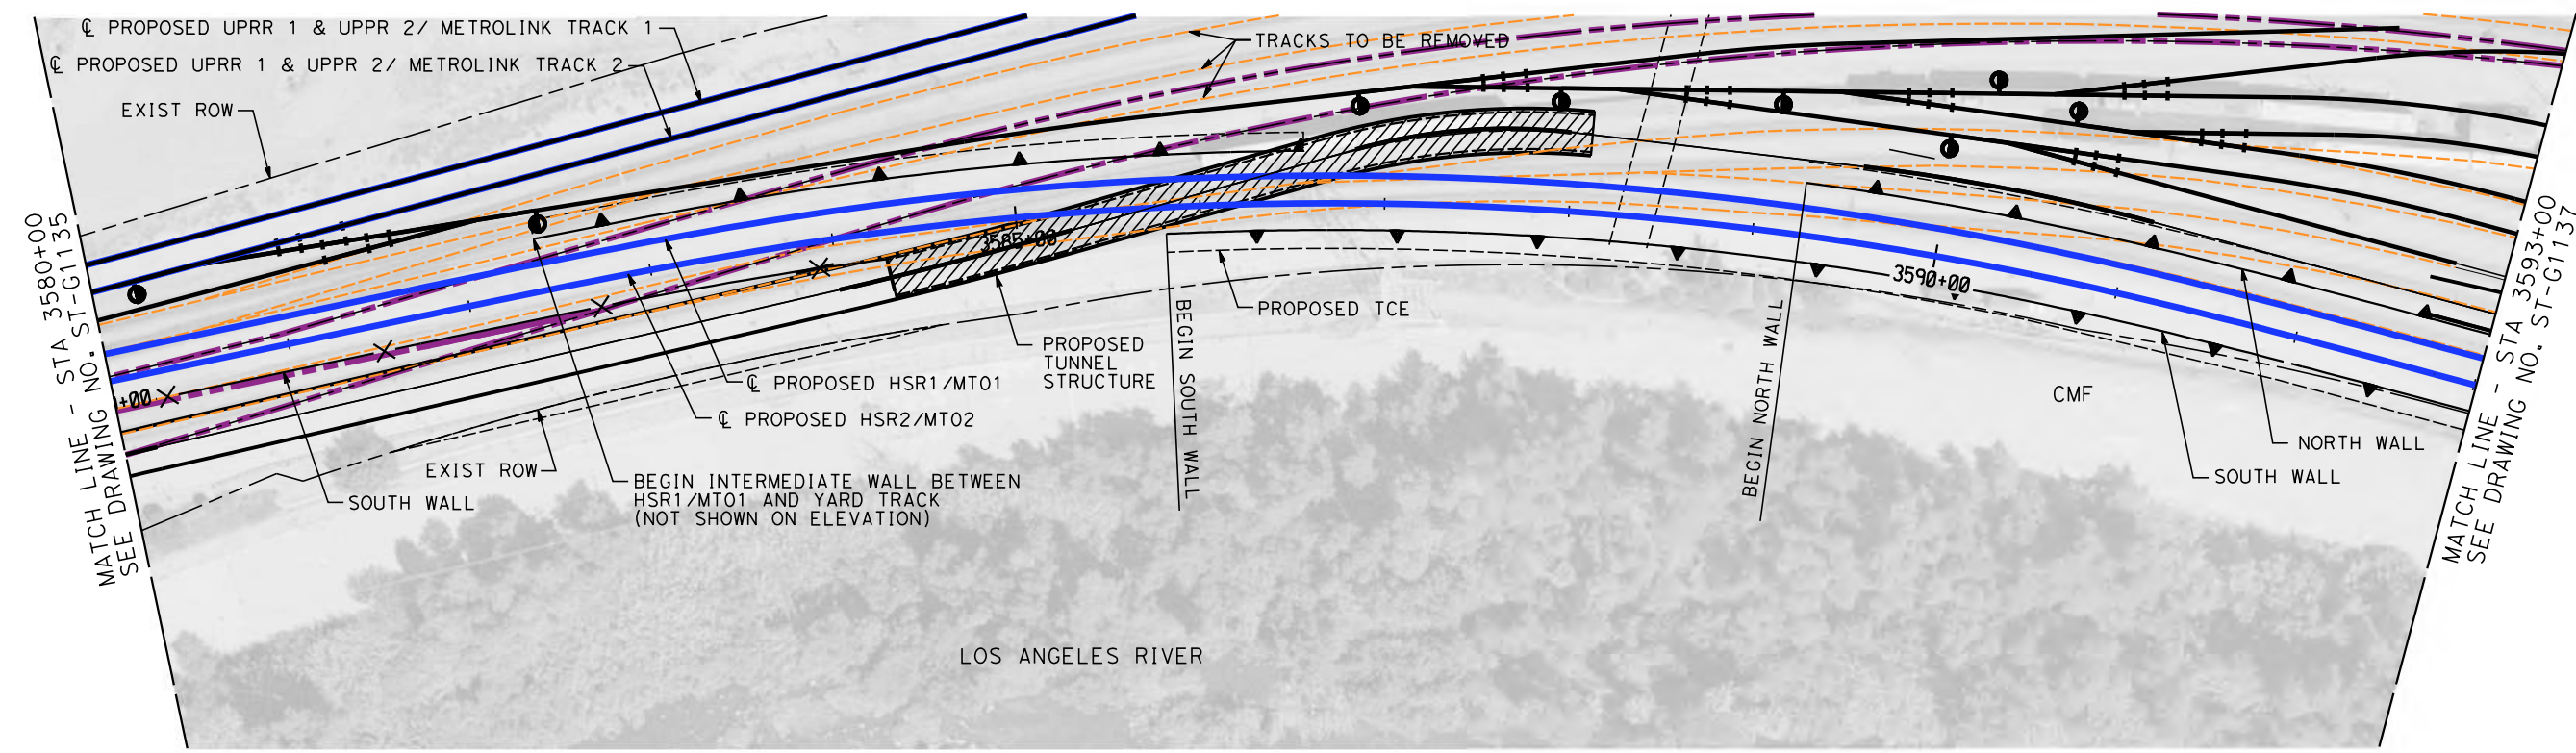 ℄ PROPOSED UPRR 1 & UPPR 2/ METROLINK TRACK 1
℄ PROPOSED UPRR 1 & UPPR 2/ METROLINK TRACK 2
EXIST ROW
TRACKS TO BE REMOVED
MATCH LINE - STA 3580+00
SEE DRAWING NO. ST-G1135
+00
3585+00
3590+00
PROPOSED TCE
PROPOSED
TUNNEL
STRUCTURE
℄ PROPOSED HSR1/MT01
℄ PROPOSED HSR2/MT02
EXIST ROW
SOUTH WALL
BEGIN INTERMEDIATE WALL BETWEEN
HSR1/MT01 AND YARD TRACK
(NOT SHOWN ON ELEVATION)
BEGIN SOUTH WALL
BEGIN NORTH WALL
CMF
NORTH WALL
SOUTH WALL
MATCH LINE - STA 3593+00
SEE DRAWING NO. ST-G1137
LOS ANGELES RIVER